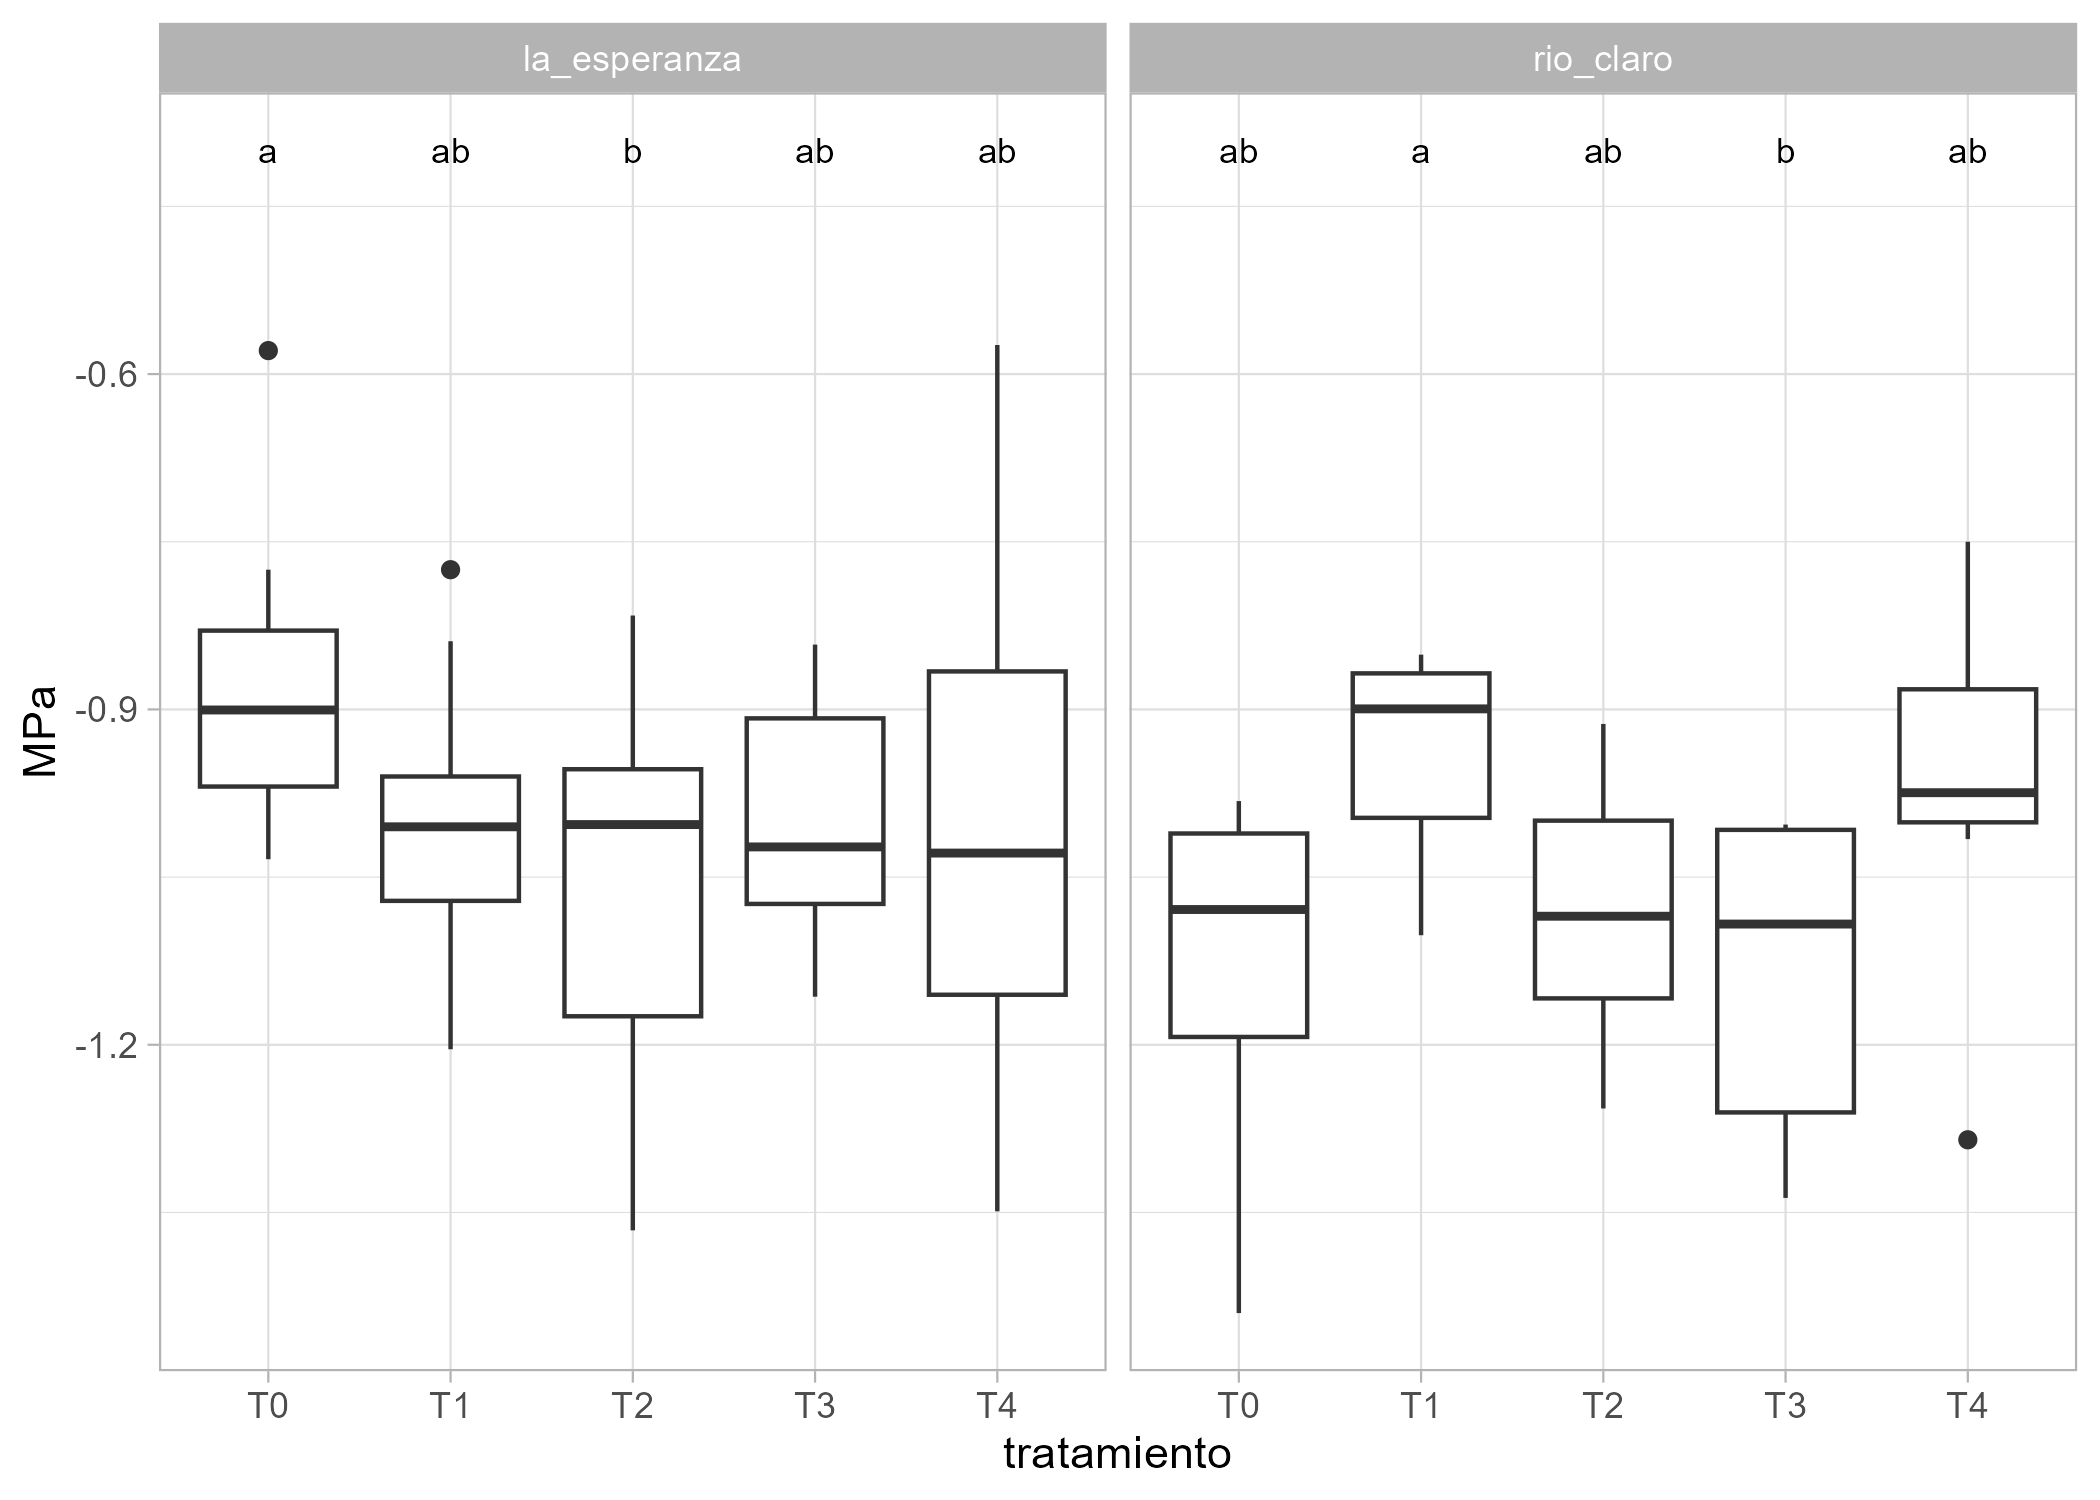 la_esperanza
rio_claro
a ab b ab ab
ab a ab b ab
MPa
-0.6
-0.9
-1.2
T0 T1 T2 T3 T4
T0 T1 T2 T3 T4
tratamiento